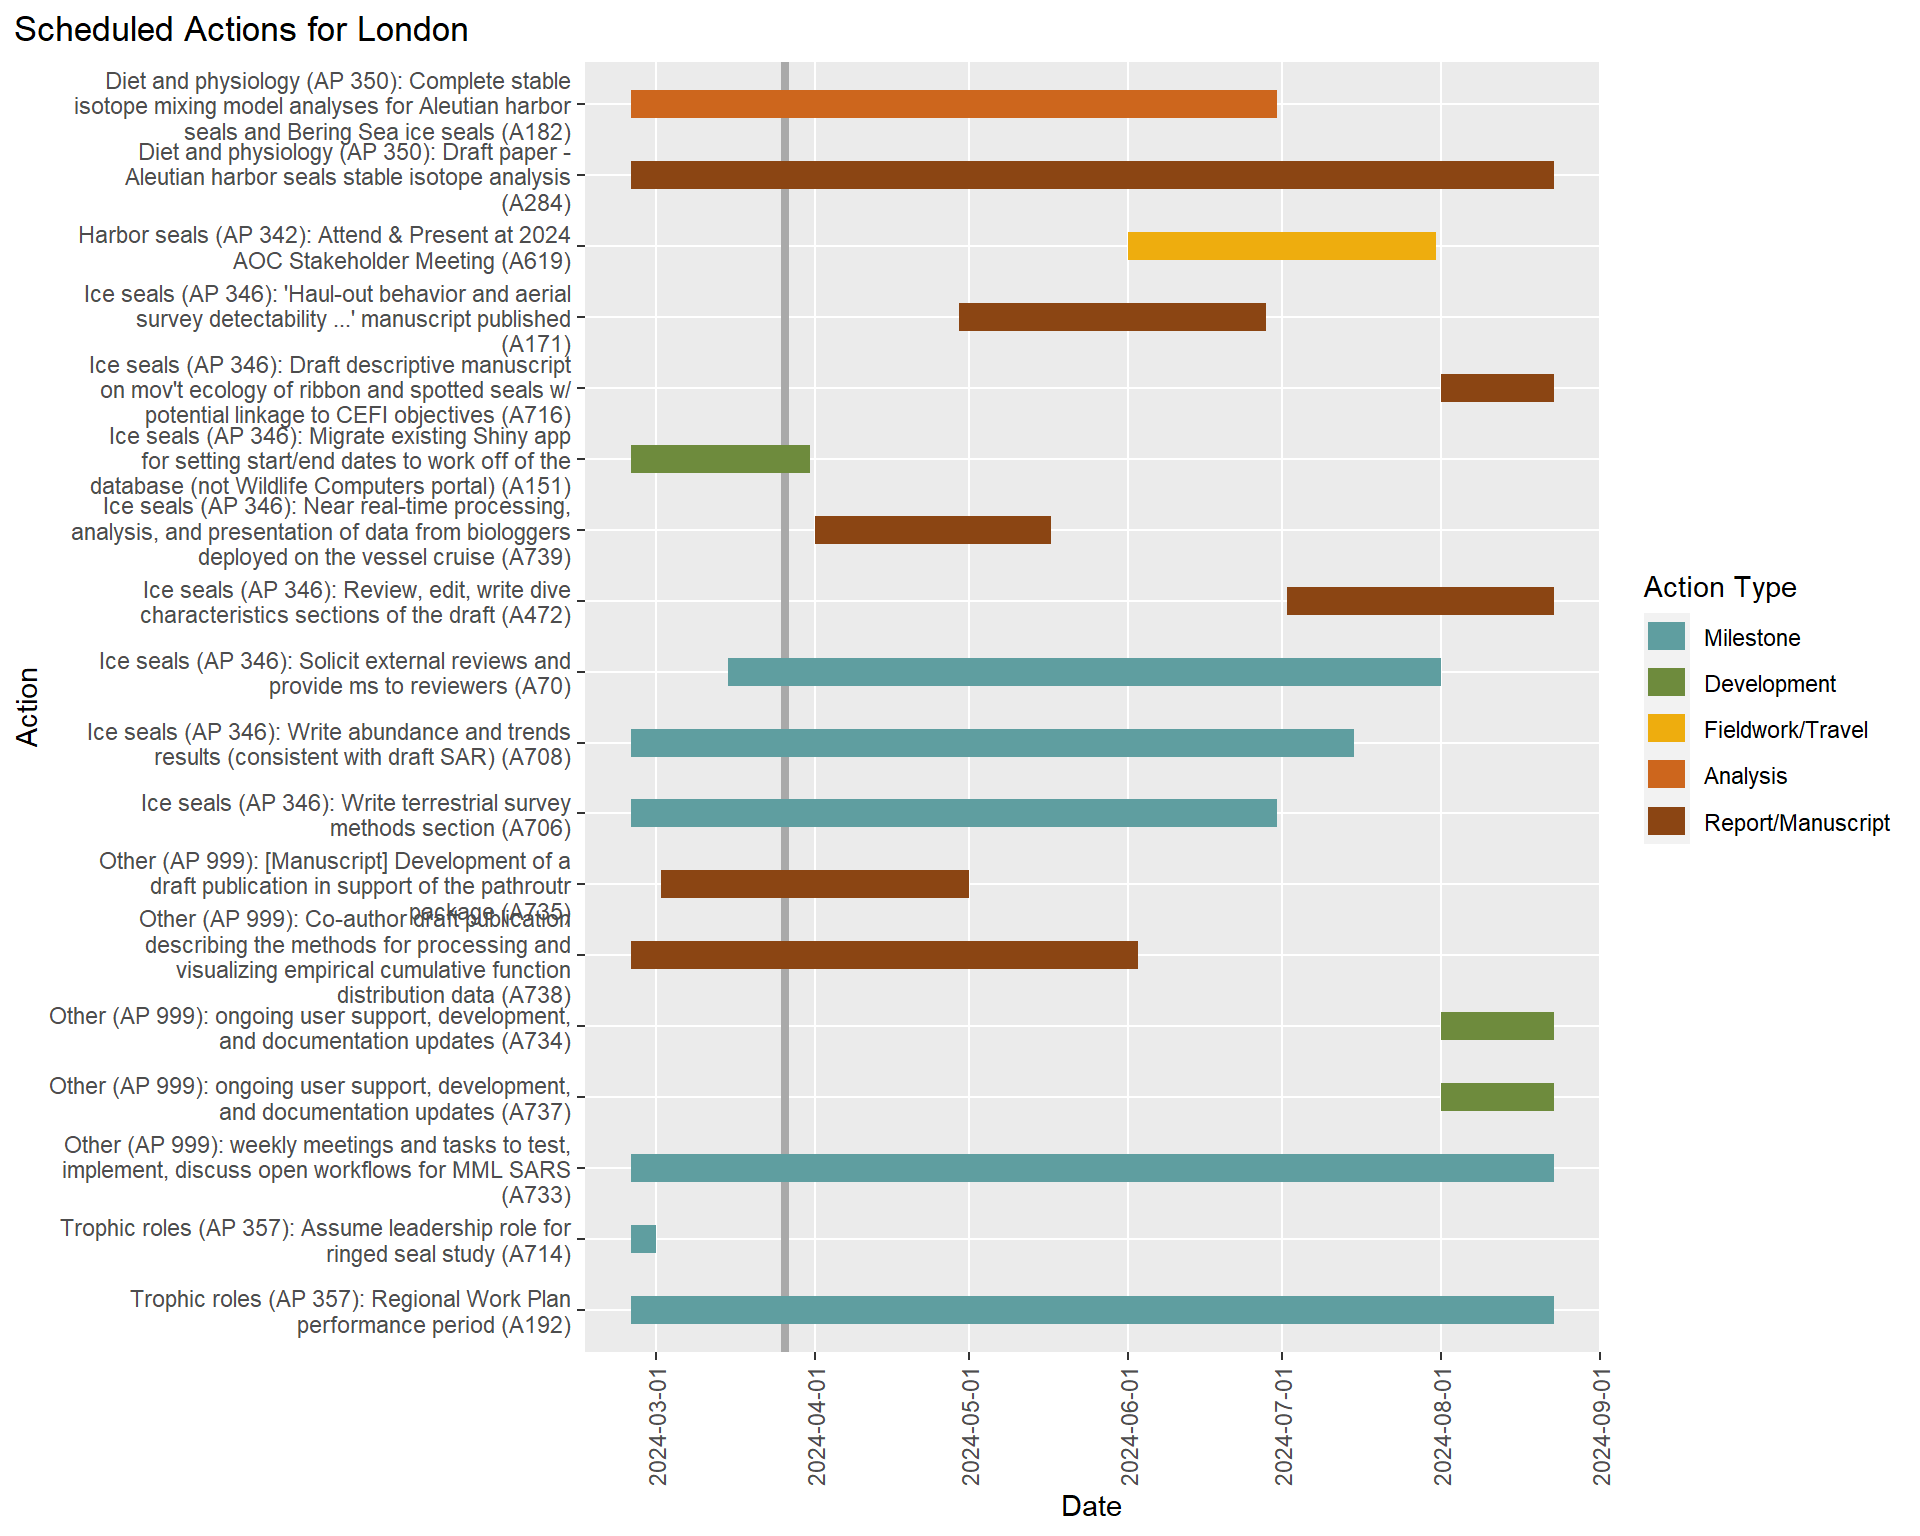 Scheduled Actions for London
Diet and physiology (AP 350): Complete stable
isotope mixing model analyses for Aleutian harbor
seals and Bering Sea ice seals (A182)
Diet and physiology (AP 350): Draft paper -
Aleutian harbor seals stable isotope analysis
(A284)
Harbor seals (AP 342): Attend & Present at 2024
AOC Stakeholder Meeting (A619)
Ice seals (AP 346): 'Haul-out behavior and aerial
survey detectability ...' manuscript published
(A171)
Ice seals (AP 346): Draft descriptive manuscript
on mov't ecology of ribbon and spotted seals w/
potential linkage to CEFI objectives (A716)
Ice seals (AP 346): Migrate existing Shiny app
for setting start/end dates to work off of the
database (not Wildlife Computers portal) (A151)
Ice seals (AP 346): Near real-time processing,
analysis, and presentation of data from biologgers
deployed on the vessel cruise (A739)
Ice seals (AP 346): Review, edit, write dive
characteristics sections of the draft (A472)
Ice seals (AP 346): Solicit external reviews and
provide ms to reviewers (A70)
Ice seals (AP 346): Write abundance and trends
results (consistent with draft SAR) (A708)
Ice seals (AP 346): Write terrestrial survey
methods section (A706)
Other (AP 999): [Manuscript] Development of a
draft publication in support of the pathroutr
package (A735)
Other (AP 999): Co-author draft publication
describing the methods for processing and
visualizing empirical cumulative function
distribution data (A738)
Other (AP 999): ongoing user support, development,
and documentation updates (A734)
Other (AP 999): ongoing user support, development,
and documentation updates (A737)
Other (AP 999): weekly meetings and tasks to test,
implement, discuss open workflows for MML SARS
(A733)
Trophic roles (AP 357): Assume leadership role for
ringed seal study (A714)
Trophic roles (AP 357): Regional Work Plan
performance period (A192)
Action
2024-03-01
2024-04-01
2024-05-01
2024-06-01
2024-07-01
2024-08-01
2024-09-01
Date
Action Type
Milestone
Development
Fieldwork/Travel
Analysis
Report/Manuscript